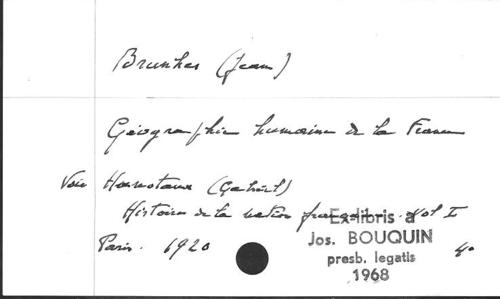 Brunhes (Jean)
Géographie humaine de la France
Voir Hanotaux (Gabriel)
Histoire de la nation française. Vol I
Paris. 1920 4º
Ex-libris a
Jos. BOUQUIN
presb. legatis
1968